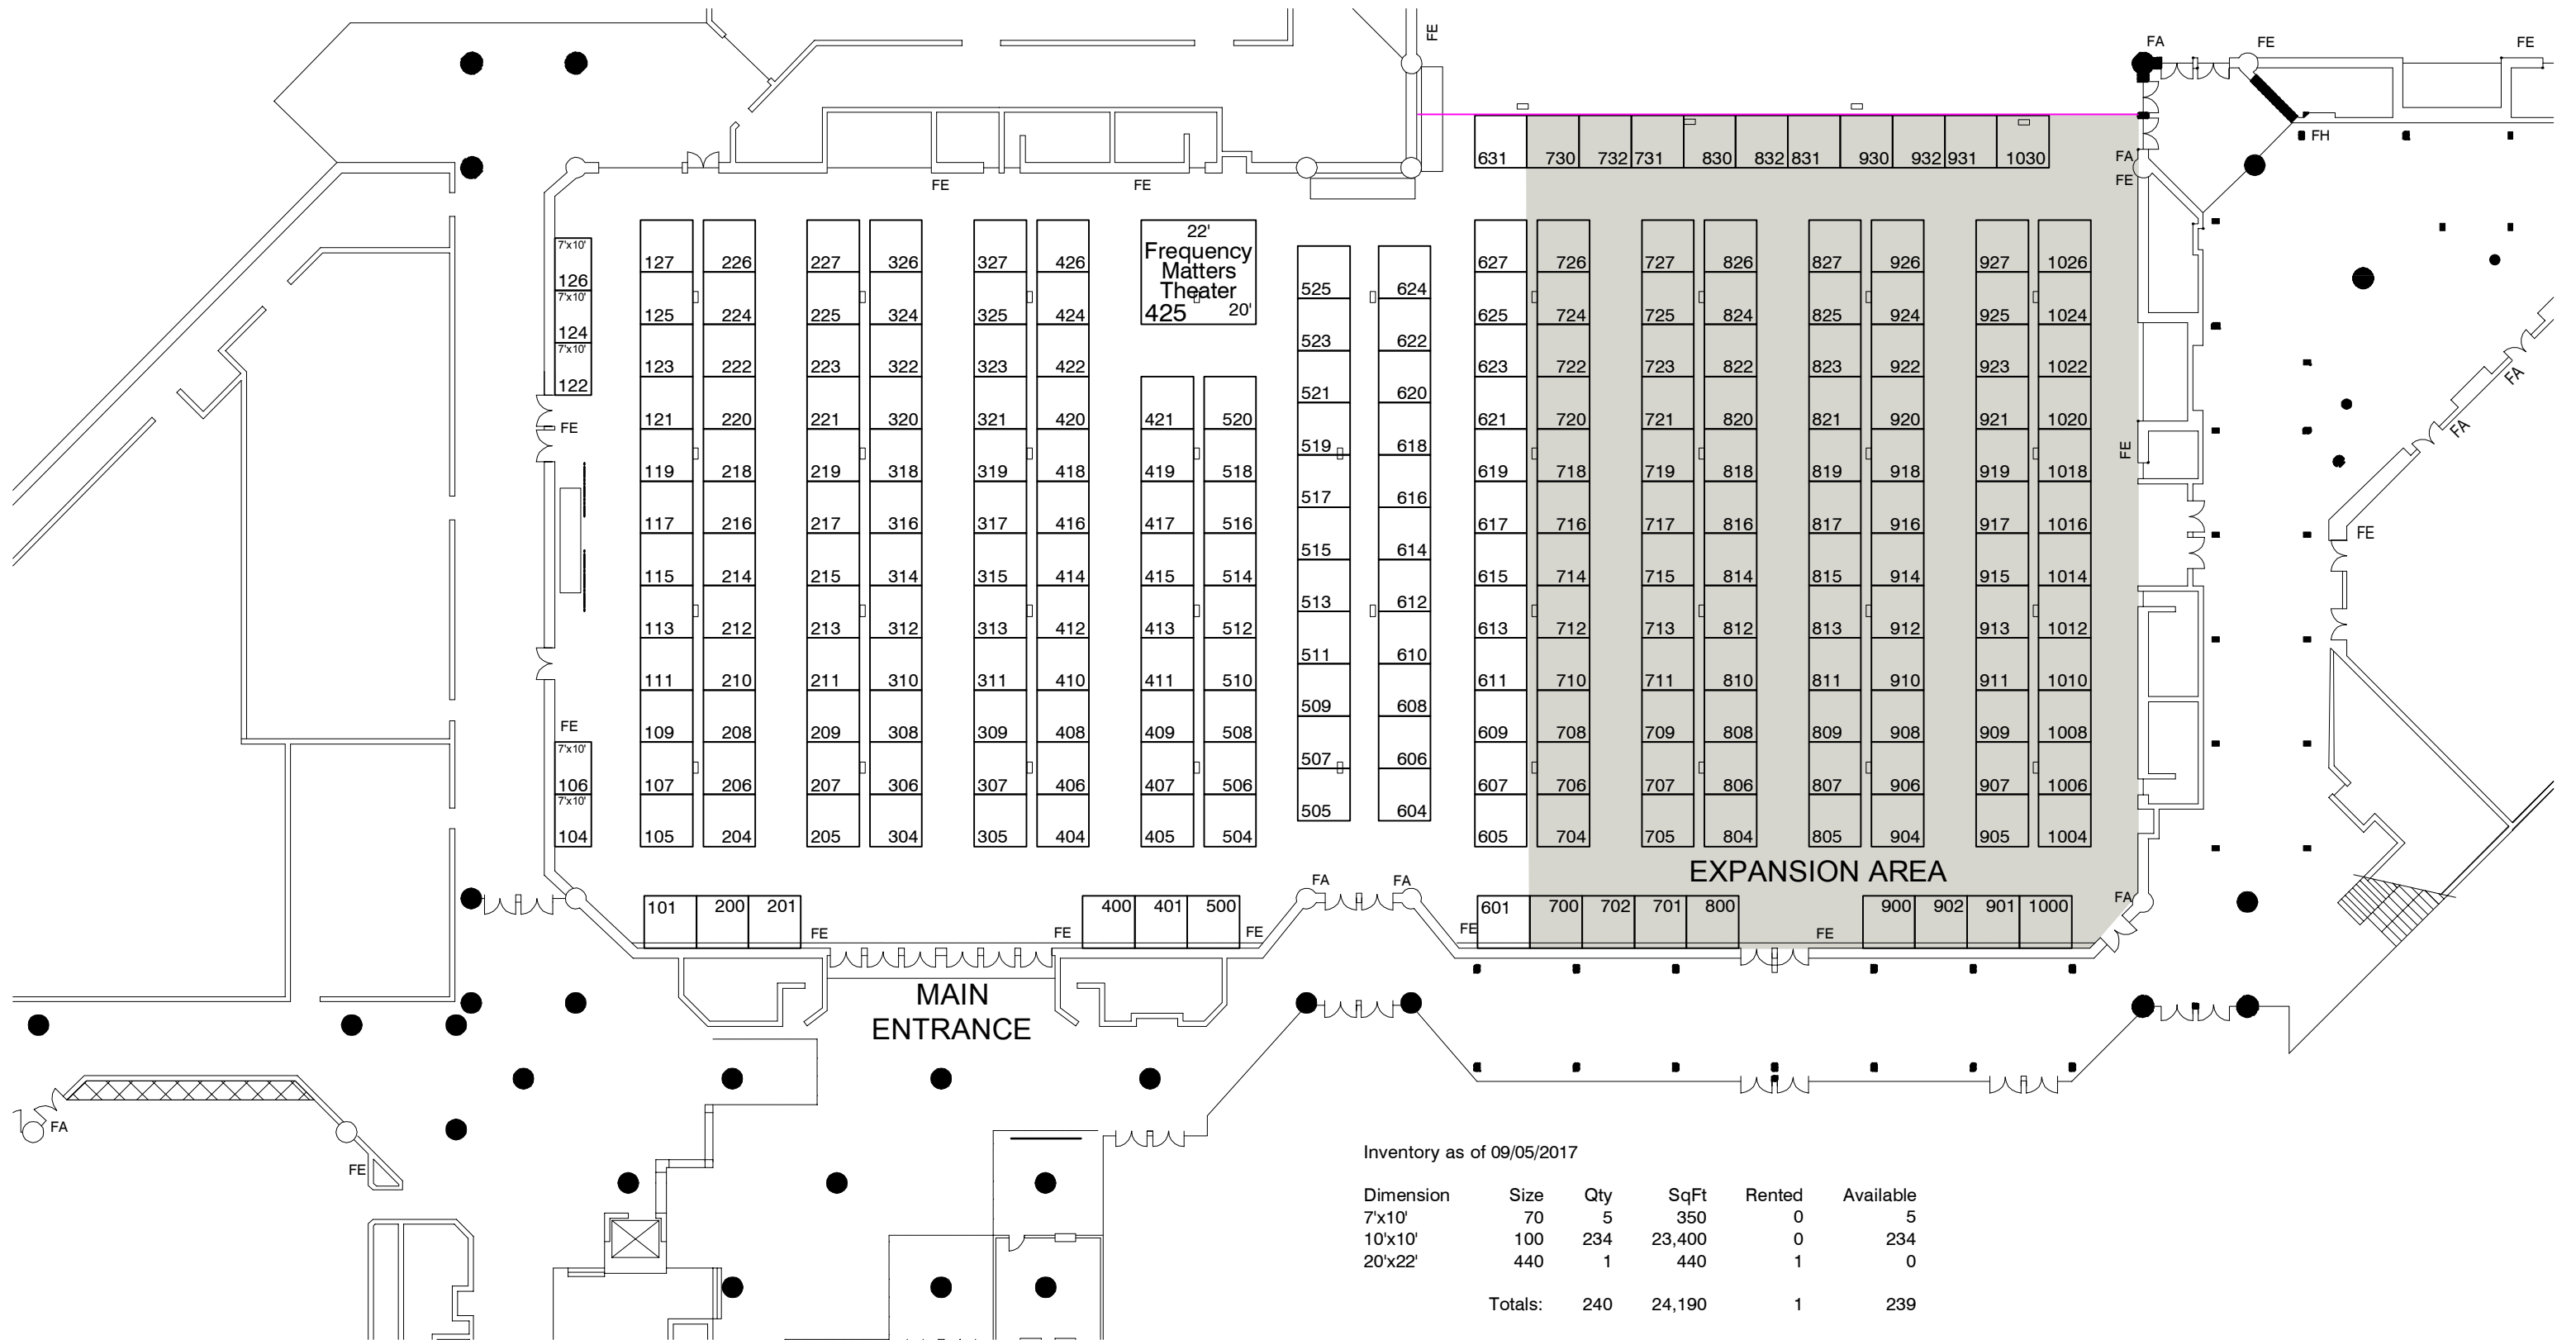 FE
FA
FE
FE
FH
631 730 732 731 830 832 831 930 932 931 1030
FA
FE
FE FE
22'
Frequency
Matters
Theater
425 20'
7'x10'
126
7'x10'
124
7'x10'
122
127 226 227 326 327 426 627 726 727 826 827 926 927 1026
525 624
125 224 225 324 325 424 625 724 725 824 825 924 925 1024
523 622
123 222 223 322 323 422 623 722 723 822 823 922 923 1022
FA
521 620
121 220 221 320 321 420 421 520 621 720 721 820 821 920 921 1020
FE
FA
519 618
FE
119 218 219 318 319 418 419 518 619 718 719 818 819 918 919 1018
517 616
117 216 217 316 317 416 417 516 617 716 717 816 817 916 917 1016
FE
515 614
115 214 215 314 315 414 415 514 615 714 715 814 815 914 915 1014
513 612
113 212 213 312 313 412 413 512 613 712 713 812 813 912 913 1012
511 610
111 210 211 310 311 410 411 510 611 710 711 810 811 910 911 1010
509 608
FE
109 208 209 308 309 408 409 508 609 708 709 808 809 908 909 1008
7'x10'
507 606
106 107 206 207 306 307 406 407 506 607 706 707 806 807 906 907 1006
7'x10'
505 604
104 105 204 205 304 305 404 405 504 605 704 705 804 805 904 905 1004
EXPANSION AREA
FA FA
FA
101 200 201 400 401 500 601 700 702 701 800 900 902 901 1000
FE FE FE FE FE
MAIN
ENTRANCE
FA
FE
Inventory as of 09/05/2017
Dimension Size Qty SqFt Rented Available
7'x10' 70 5 350 0 5
10'x10' 100 234 23,400 0 234
20'x22' 440 1 440 1 0
Totals: 240 24,190 1 239